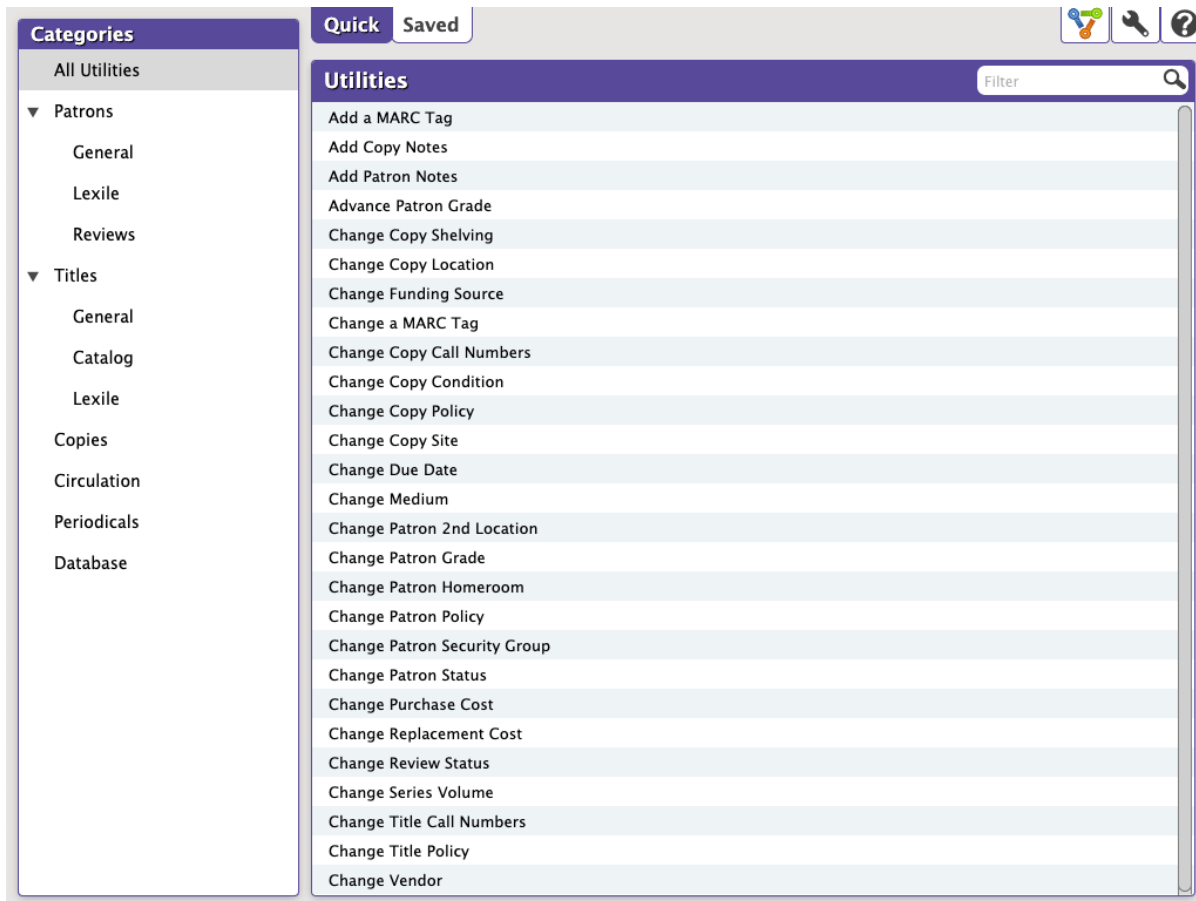 Categories
All Utilities
Patrons
General
Lexile
Reviews
Titles
General
Catalog
Lexile
Copies
Circulation
Periodicals
Database
Quick
Saved
Utilities
Filter
Add a MARC Tag
Add Copy Notes
Add Patron Notes
Advance Patron Grade
Change Copy Shelving
Change Copy Location
Change Funding Source
Change a MARC Tag
Change Copy Call Numbers
Change Copy Condition
Change Copy Policy
Change Copy Site
Change Due Date
Change Medium
Change Patron 2nd Location
Change Patron Grade
Change Patron Homeroom
Change Patron Policy
Change Patron Security Group
Change Patron Status
Change Purchase Cost
Change Replacement Cost
Change Review Status
Change Series Volume
Change Title Call Numbers
Change Title Policy
Change Vendor